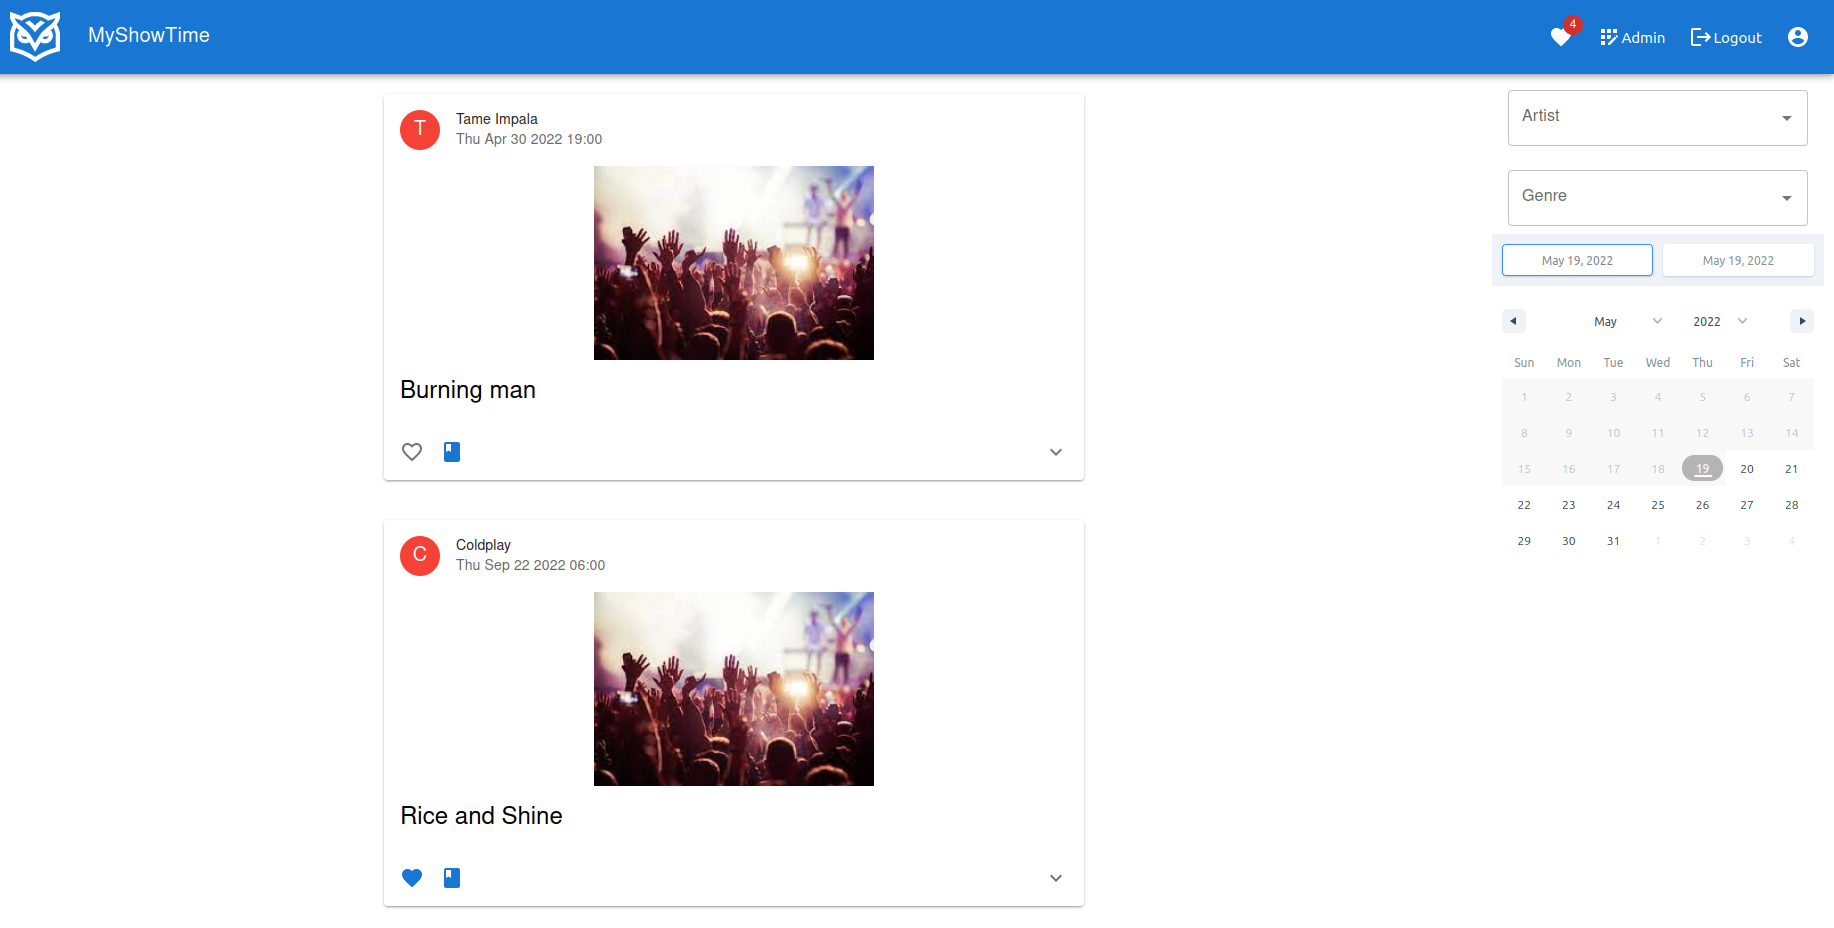 MyShowTime
4
Admin
Logout
T
Tame Impala
Thu Apr 30 2022 19:00
Burning man
C
Coldplay
Thu Sep 22 2022 06:00
Rice and Shine
Artist
Genre
May 19, 2022 May 19, 2022
May 2022
Sun Mon Tue Wed Thu Fri Sat
1 2 3 4 5 6 7
8 9 10 11 12 13 14
15 16 17 18 19 20 21
22 23 24 25 26 27 28
29 30 31 1 2 3 4